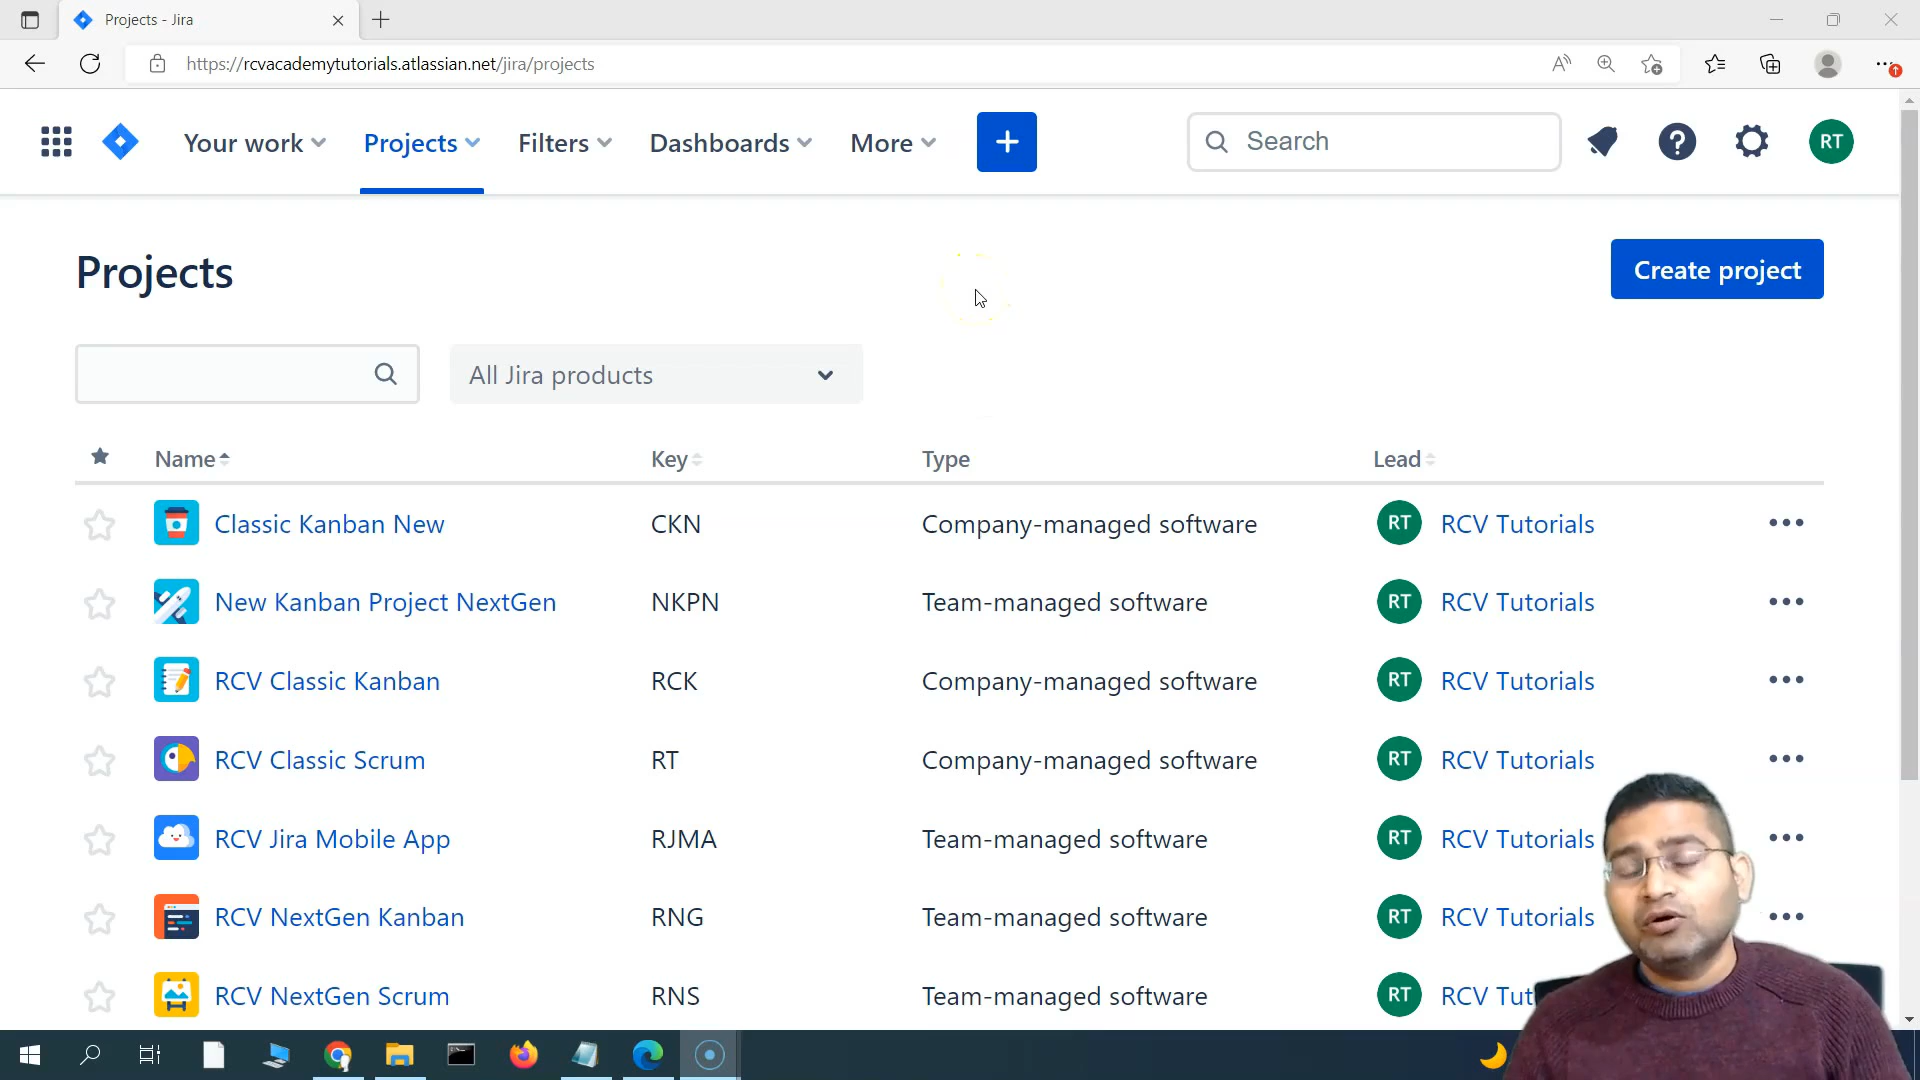 Projects - Jira
https://rcvacademytutorials.atlassian.net/jira/projects
Your work Projects Filters Dashboards More + Search RT
Projects
Create project
All Jira products
Name Key Type Lead
Classic Kanban New CKN Company-managed software RT RCV Tutorials
New Kanban Project NextGen NKPN Team-managed software RT RCV Tutorials
RCV Classic Kanban RCK Company-managed software RT RCV Tutorials
RCV Classic Scrum RT Company-managed software RT RCV Tutorials
RCV Jira Mobile App RJMA Team-managed software RT RCV Tutorials
RCV NextGen Kanban RNG Team-managed software RT RCV Tutorials
RCV NextGen Scrum RNS Team-managed software RT RCV Tut